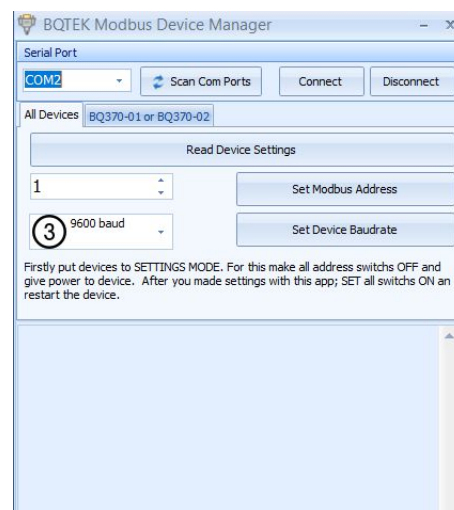 BQTEK Modbus Device Manager
Serial Port
COM2 Scan Com Ports Connect Disconnect
All Devices BQ370-01 or BQ370-02
Read Device Settings
1 Set Modbus Address
3 9600 baud Set Device Baudrate
Firstly put devices to SETTINGS MODE. For this make all address switchs OFF and
give power to device. After you made settings with this app; SET all switchs ON an
restart the device.